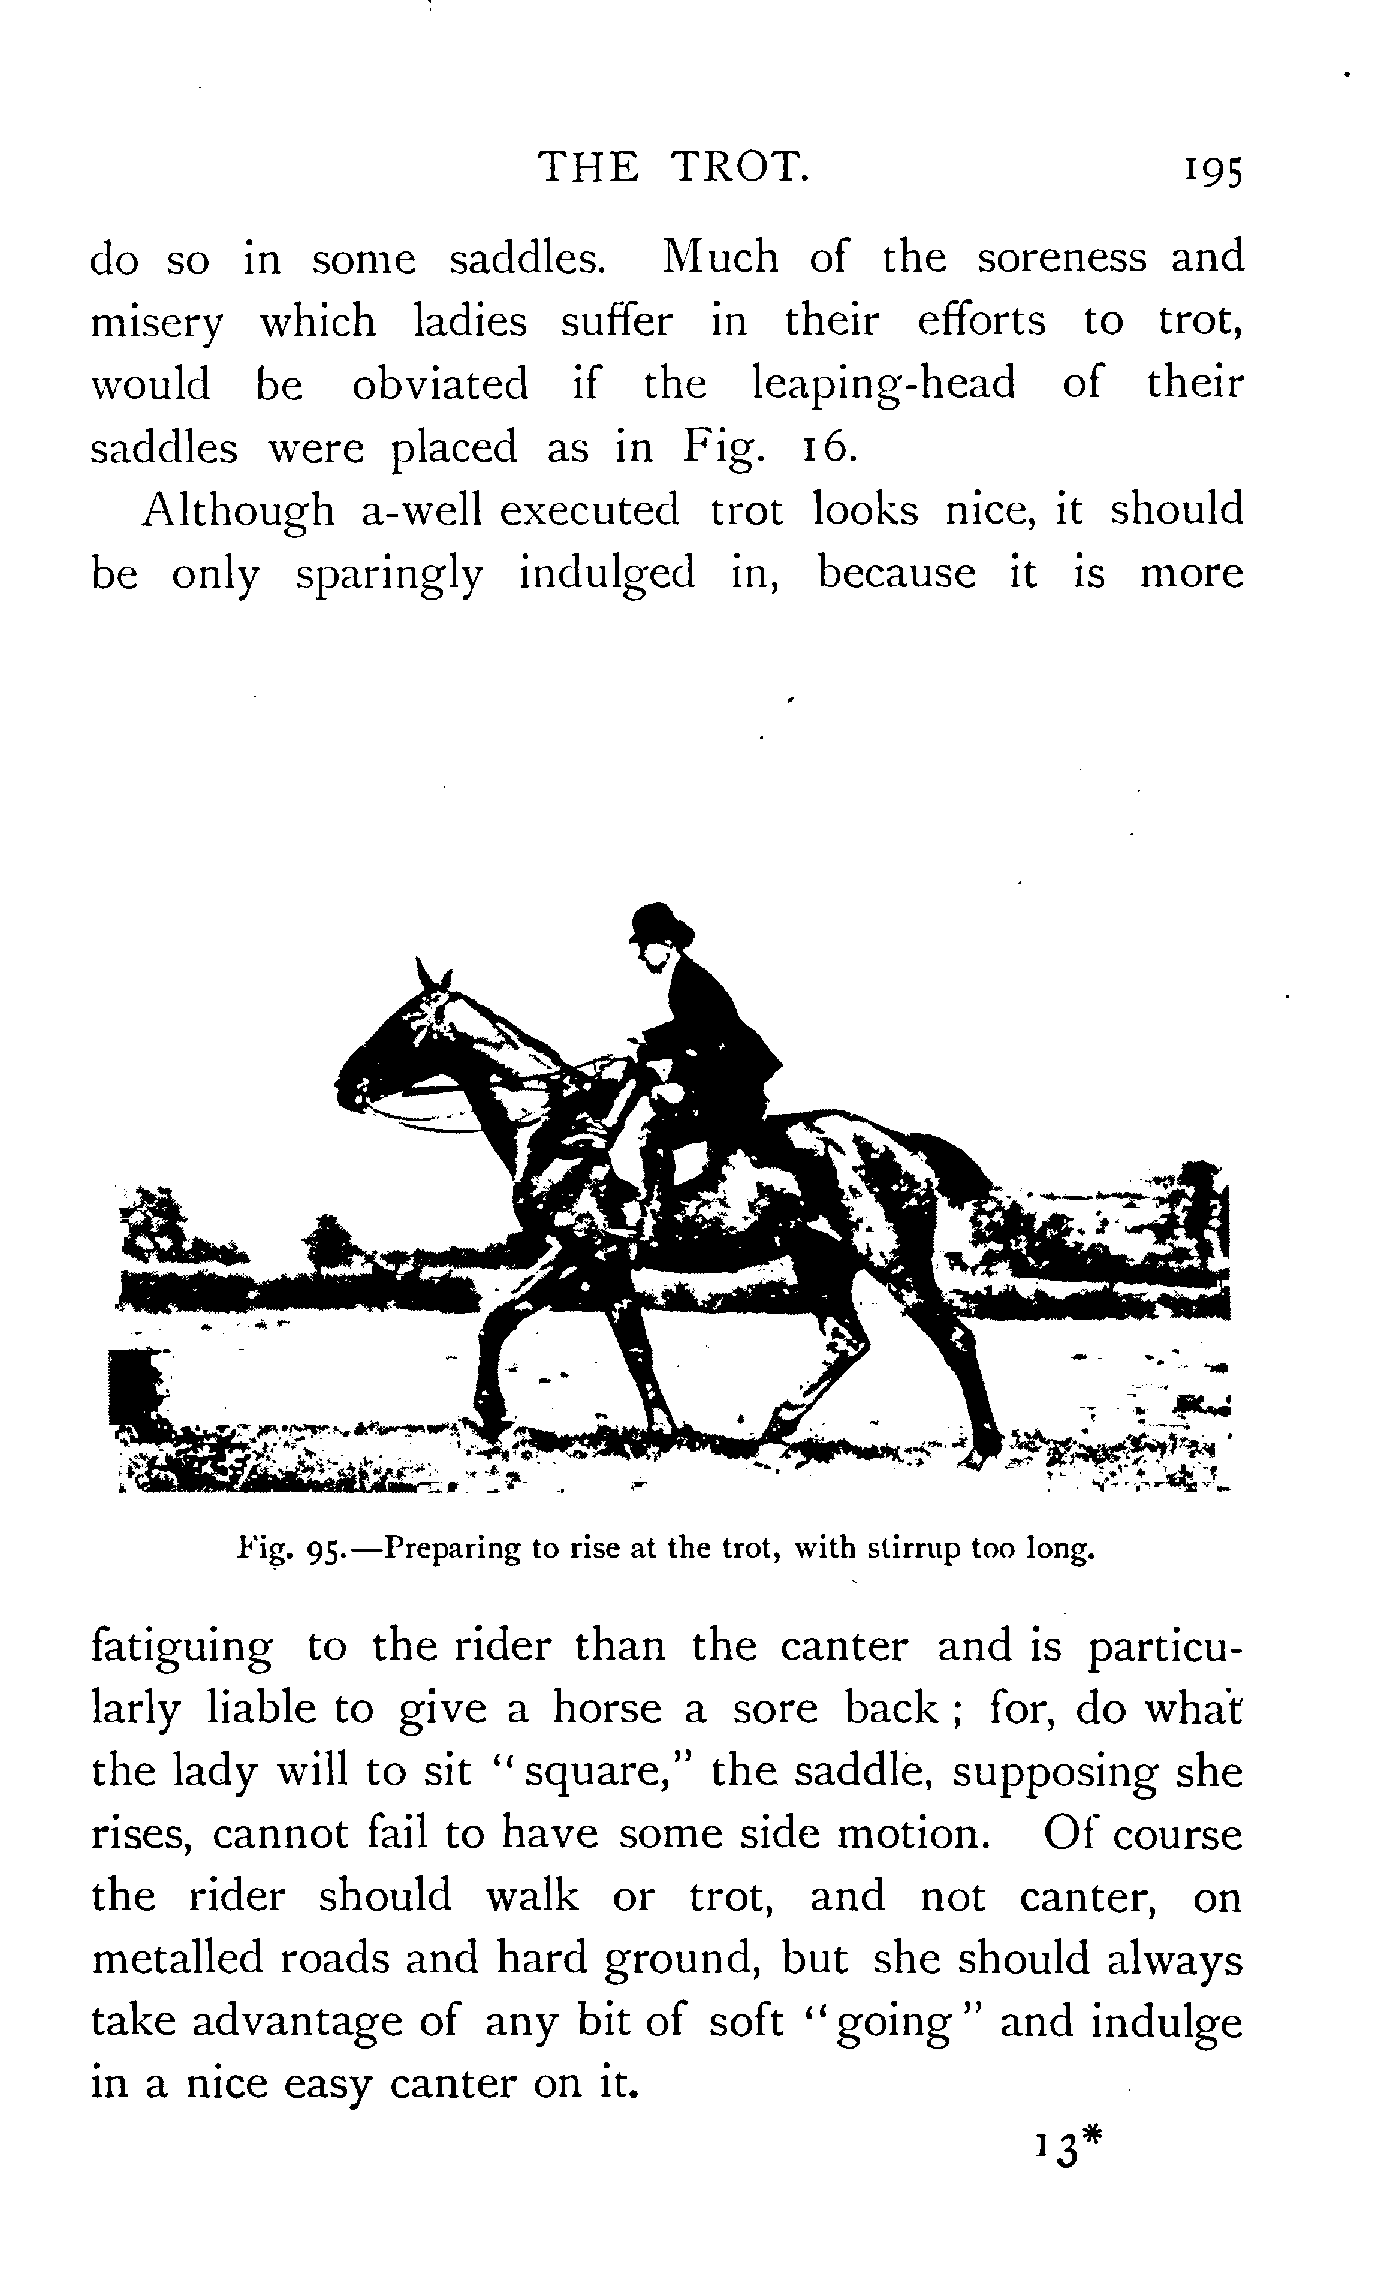 THE TROT. 195
do so in some saddles. Much of the soreness and
misery which ladies suffer in their efforts to trot,
would be obviated if the leaping-head of their
saddles were placed as in Fig. 16.
Although a-well executed trot looks nice, it should
be only sparingly indulged in, because it is more
Fig. 95.—Preparing to rise at the trot, with stirrup too long.
fatiguing to the rider than the canter and is particu-
larly liable to give a horse a sore back ; for, do what
the lady will to sit “ square,” the saddle, supposing she
rises, cannot fail to have some side motion. Of course
the rider should walk or trot, and not canter, on
metalled roads and hard ground, but she should always
take advantage of any bit of soft “ going ” and indulge
in a nice easy canter on it.
13*